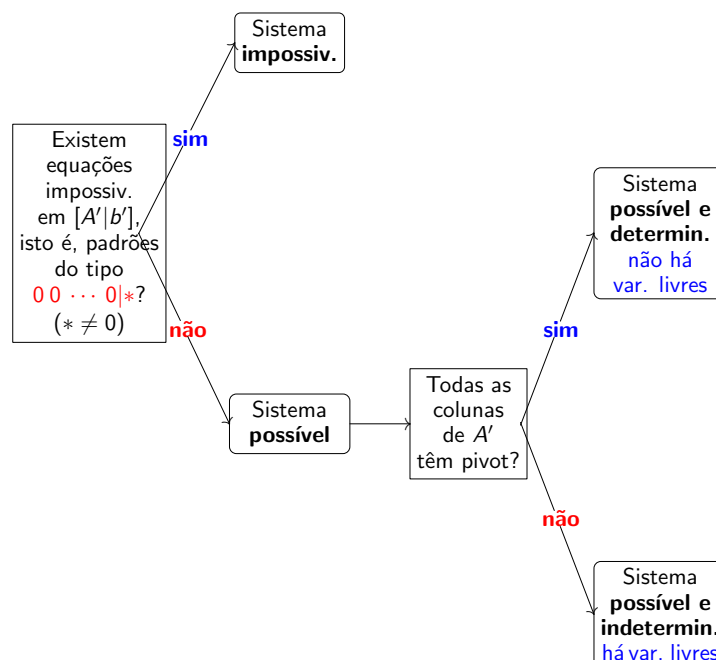 Sistema
impossiv.
sim
Existem
equações
impossiv.
em [A′|b′],
isto é, padrões
do tipo
0 0 ⋯ 0|∗?
(∗ ≠ 0)
não
Sistema
possível
Todas as
colunas
de A′
têm pivot?
sim
Sistema
possível e
determin.
não há
var. livres
não
Sistema
possível e
indetermin.
há var. livres